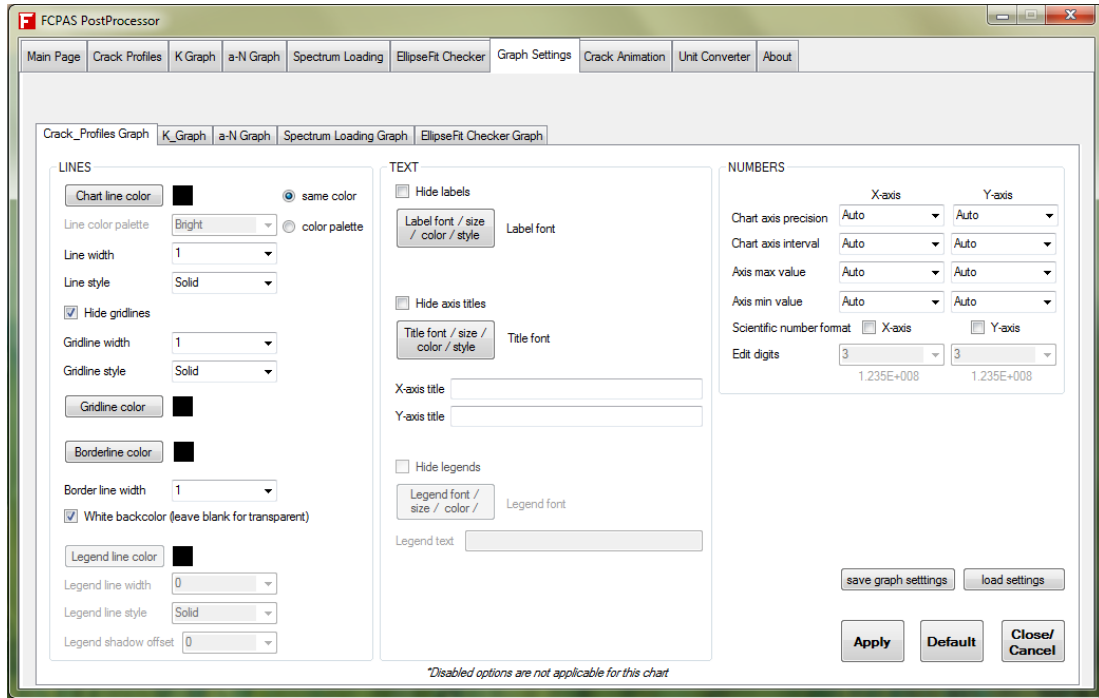 FCPAS PostProcessor
Main Page Crack Profiles K Graph a-N Graph Spectrum Loading EllipseFit Checker Graph Settings Crack Animation Unit Converter About
Crack_Profiles Graph K_Graph a-N Graph Spectrum Loading Graph EllipseFit Checker Graph
LINES
Chart line color same color
Line color palette Bright color palette
Line width 1
Line style Solid
Hide gridlines
Gridline width 1
Gridline style Solid
Gridline color
Borderline color
Border line width 1
White backcolor (leave blank for transparent)
Legend line color
Legend line width 0
Legend line style Solid
Legend shadow offset 0
TEXT
Hide labels
Label font / size
/ color / style
Label font
Hide axis titles
Title font / size /
color / style
Title font
X-axis title
Y-axis title
Hide legends
Legend font /
size / color /
Legend font
Legend text
NUMBERS
X-axis Y-axis
Chart axis precision Auto Auto
Chart axis interval Auto Auto
Axis max value Auto Auto
Axis min value Auto Auto
Scientific number format X-axis Y-axis
Edit digits 3 3
1.235E+008 1.235E+008
save graph setttings load settings
Apply Default Close/
Cancel
*Disabled options are not applicable for this chart